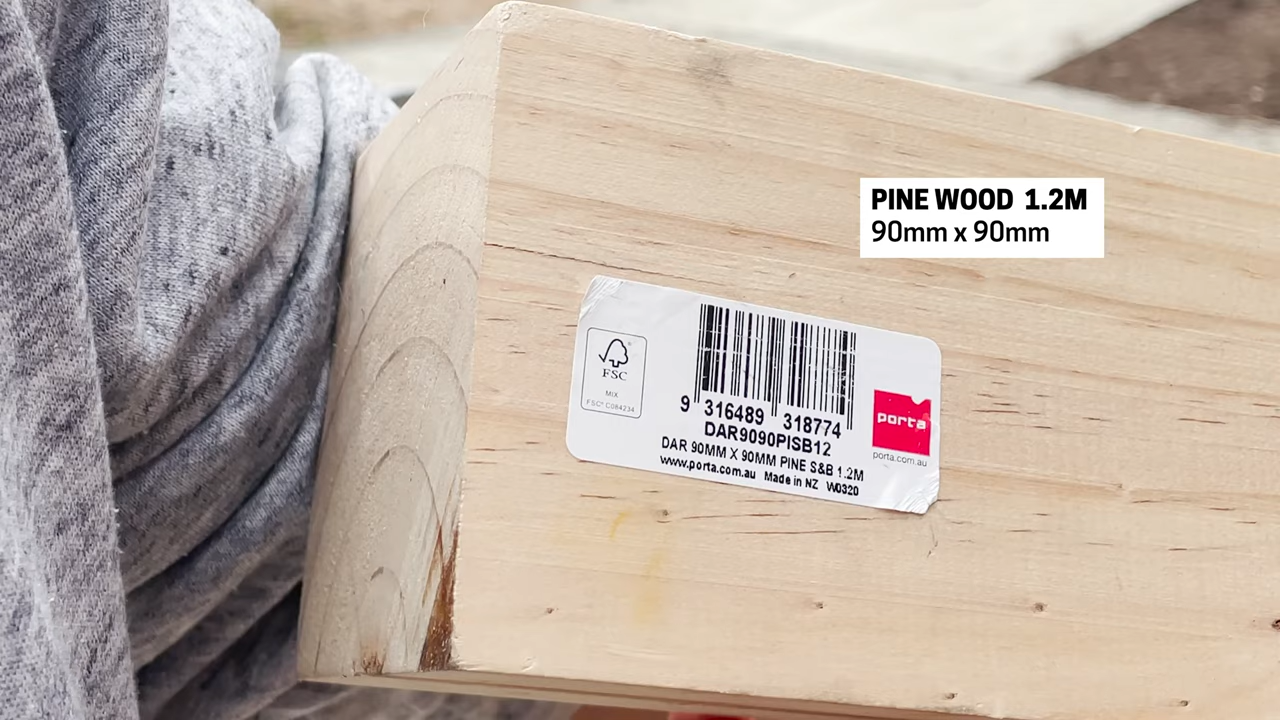 PINE WOOD 1.2M
90mm x 90mm
FSC
MIX
FSC® C084234
9 316489 318774
DAR9090PISB12
DAR 90MM X 90MM PINE S&B 1.2M
www.porta.com.au Made in NZ W0320
porta
porta.com.au